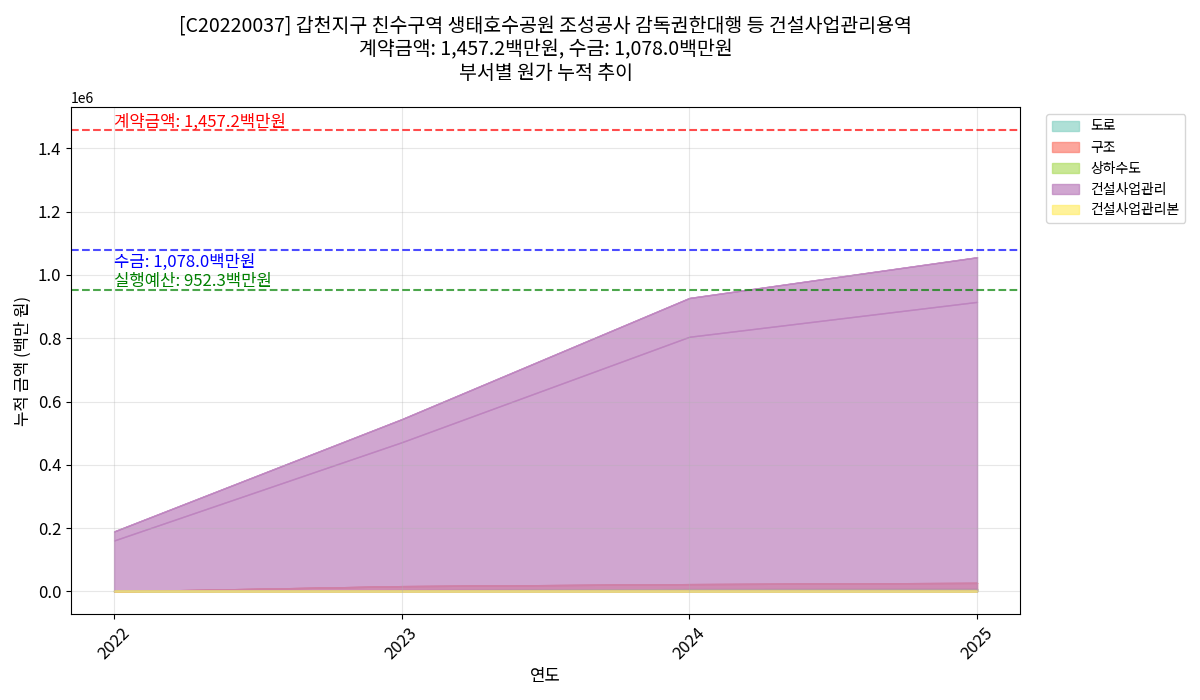 [C20220037] 갑천지구 친수구역 생태호수공원 조성공사 감독권한대행 등 건설사업관리용역
계약금액: 1,457.2백만원, 수금: 1,078.0백만원
부서별 원가 누적 추이
1e6
계약금액: 1,457.2백만원
수금: 1,078.0백만원
실행예산: 952.3백만원
1.4
1.2
1.0
0.8
0.6
0.4
0.2
0.0
누적 금액 (백만 원)
2022
2023
2024
2025
연도
도로
구조
상하수도
건설사업관리
건설사업관리본